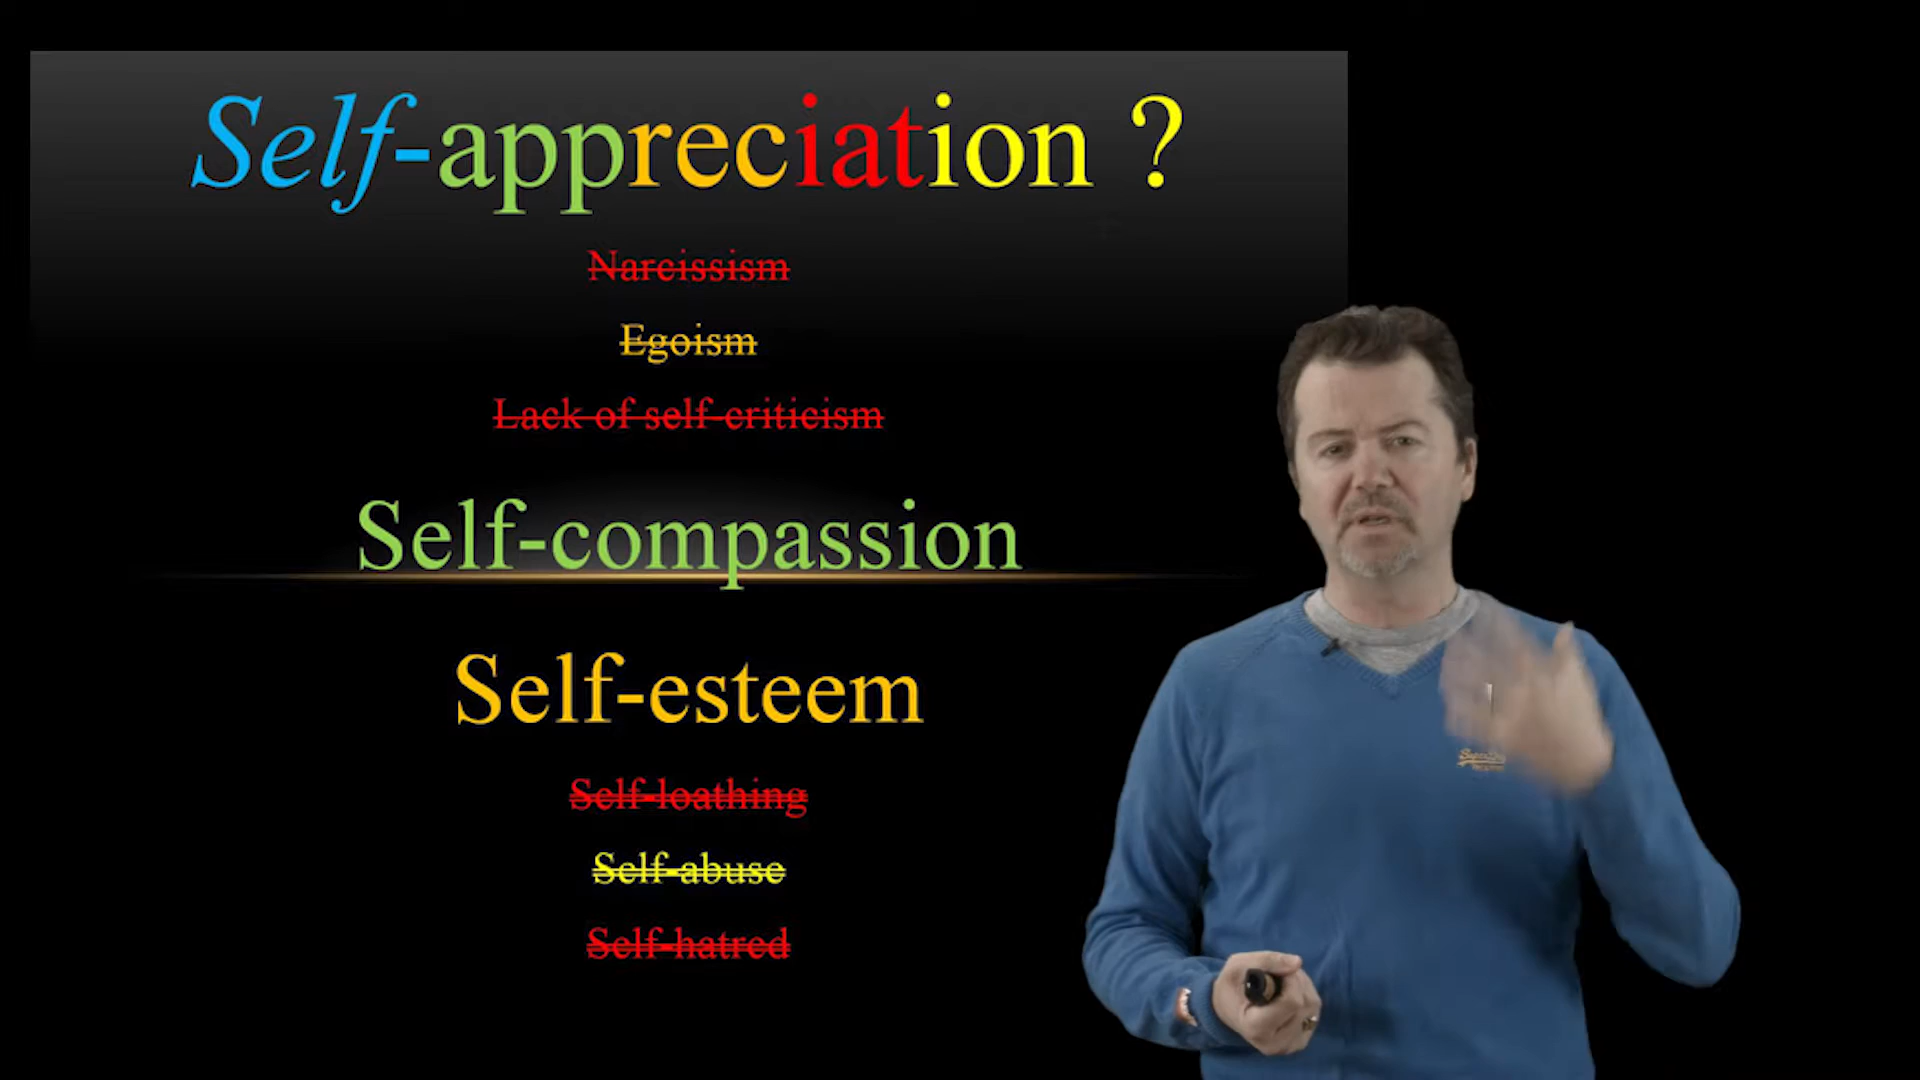 Self-appreciation ?
Narcissism
Egoism
Lack of self-criticism
Self-compassion
Self-esteem
Self-loathing
Self-abuse
Self-hatred